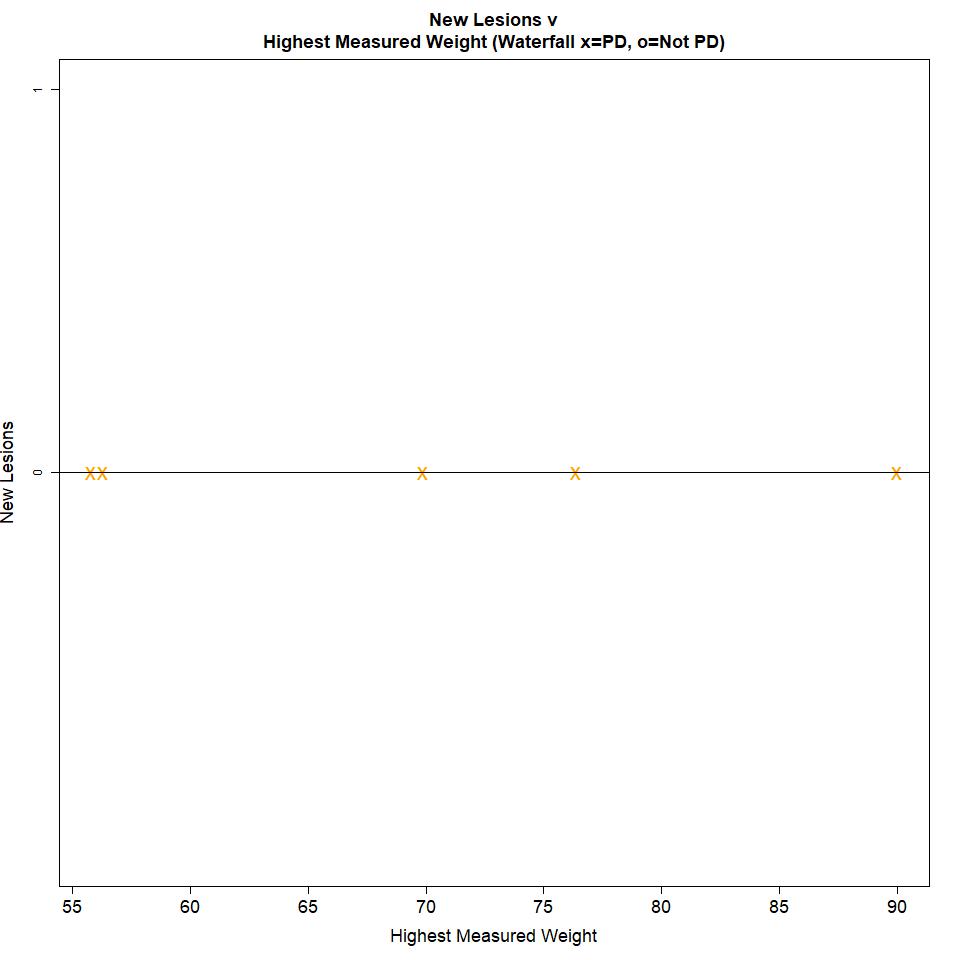 New Lesions v
Highest Measured Weight (Waterfall x=PD, o=Not PD)
1
New Lesions
0
X X X X X
55 60 65 70 75 80 85 90
Highest Measured Weight